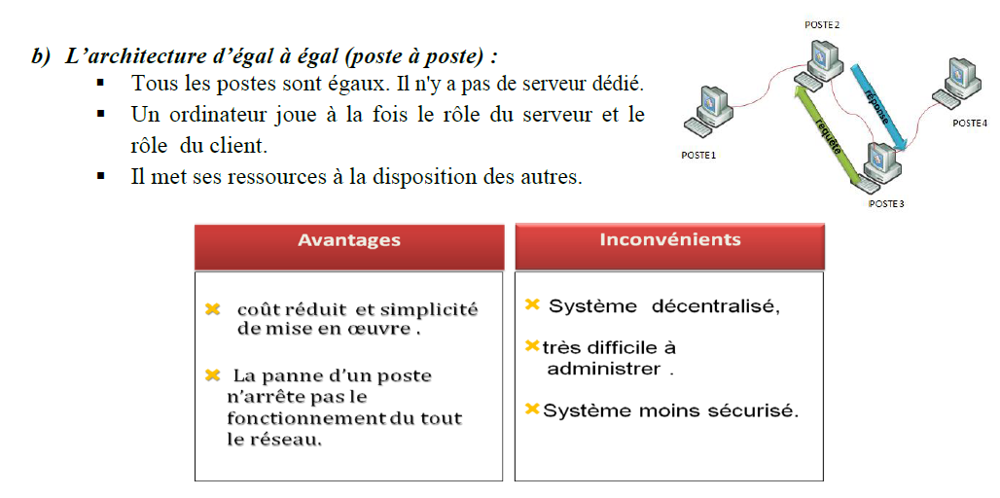 b) L'architecture d'égal à égal (poste à poste) :
▪ Tous les postes sont égaux. Il n'y a pas de serveur dédié.
▪ Un ordinateur joue à la fois le rôle du serveur et le
rôle du client.
▪ Il met ses ressources à la disposition des autres.
POSTE2
POSTE1
POSTE4
POSTE3
requête
réponse
Avantages
coût réduit et simplicité
de mise en œuvre .
La panne d'un poste
n'arrête pas le
fonctionnement du tout
le réseau.
Inconvénients
Système décentralisé,
très difficile à
administrer .
Système moins sécurisé.